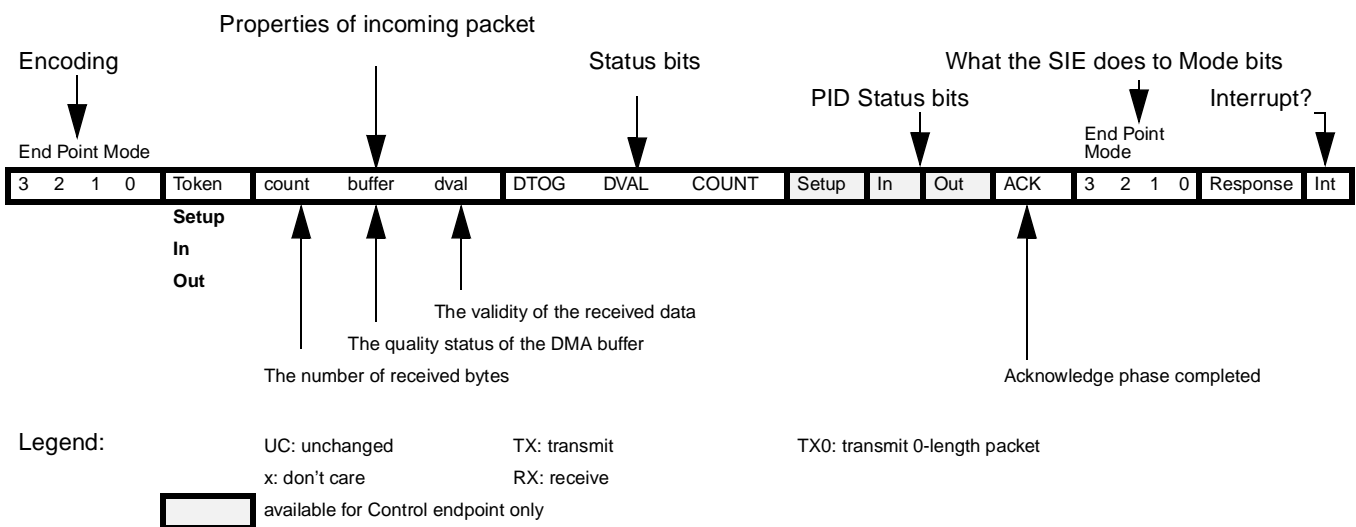 Properties of incoming packet
Encoding
Status bits
What the SIE does to Mode bits
PID Status bits
Interrupt?
End Point Mode
End Point
Mode
3 2 1 0 Token count buffer dval DTOG DVAL COUNT Setup In Out ACK 3 2 1 0 Response Int
Setup
In
Out
The validity of the received data
The quality status of the DMA buffer
The number of received bytes
Acknowledge phase completed
Legend:
UC: unchanged TX: transmit TX0: transmit 0-length packet
x: don't care RX: receive
available for Control endpoint only